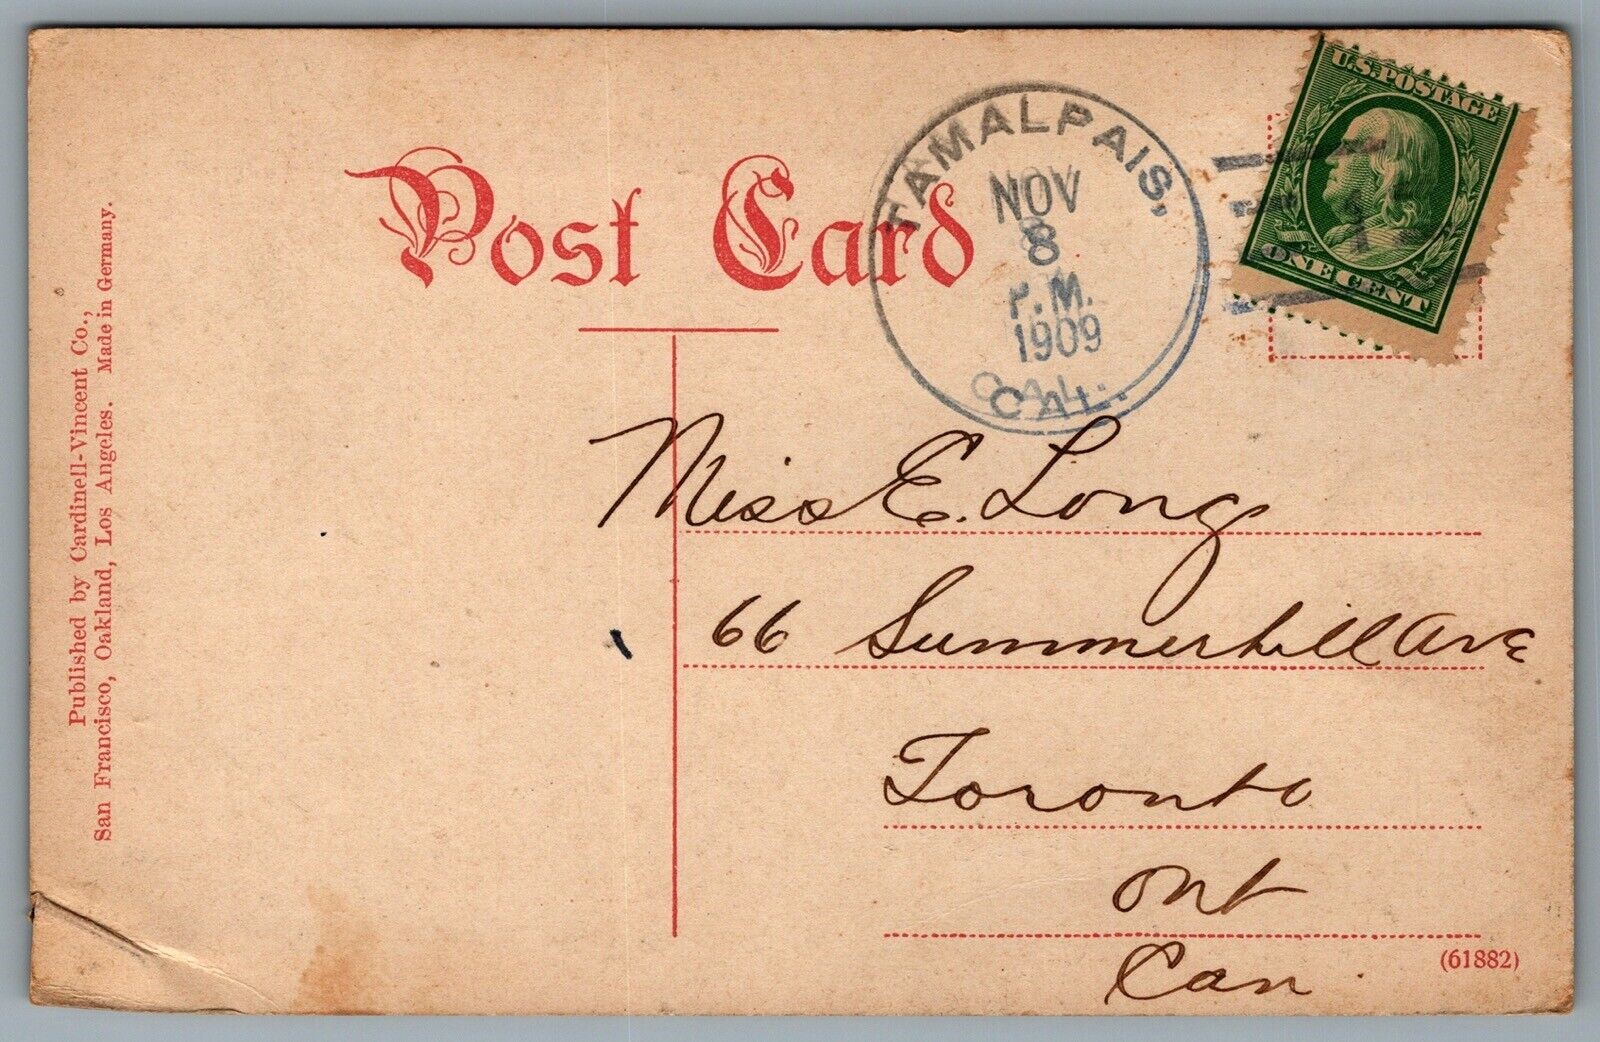 Post Card
TAMALPAIS,
NOV
8
P.M.
1909
CAL.
U.S. POSTAGE
ONE CENT
Miss E. Long
66 Summerhill Ave
Toronto
Ont
Can.
(61882)
Published by Cardinell-Vincent Co.,
San Francisco, Oakland, Los Angeles. Made in Germany.